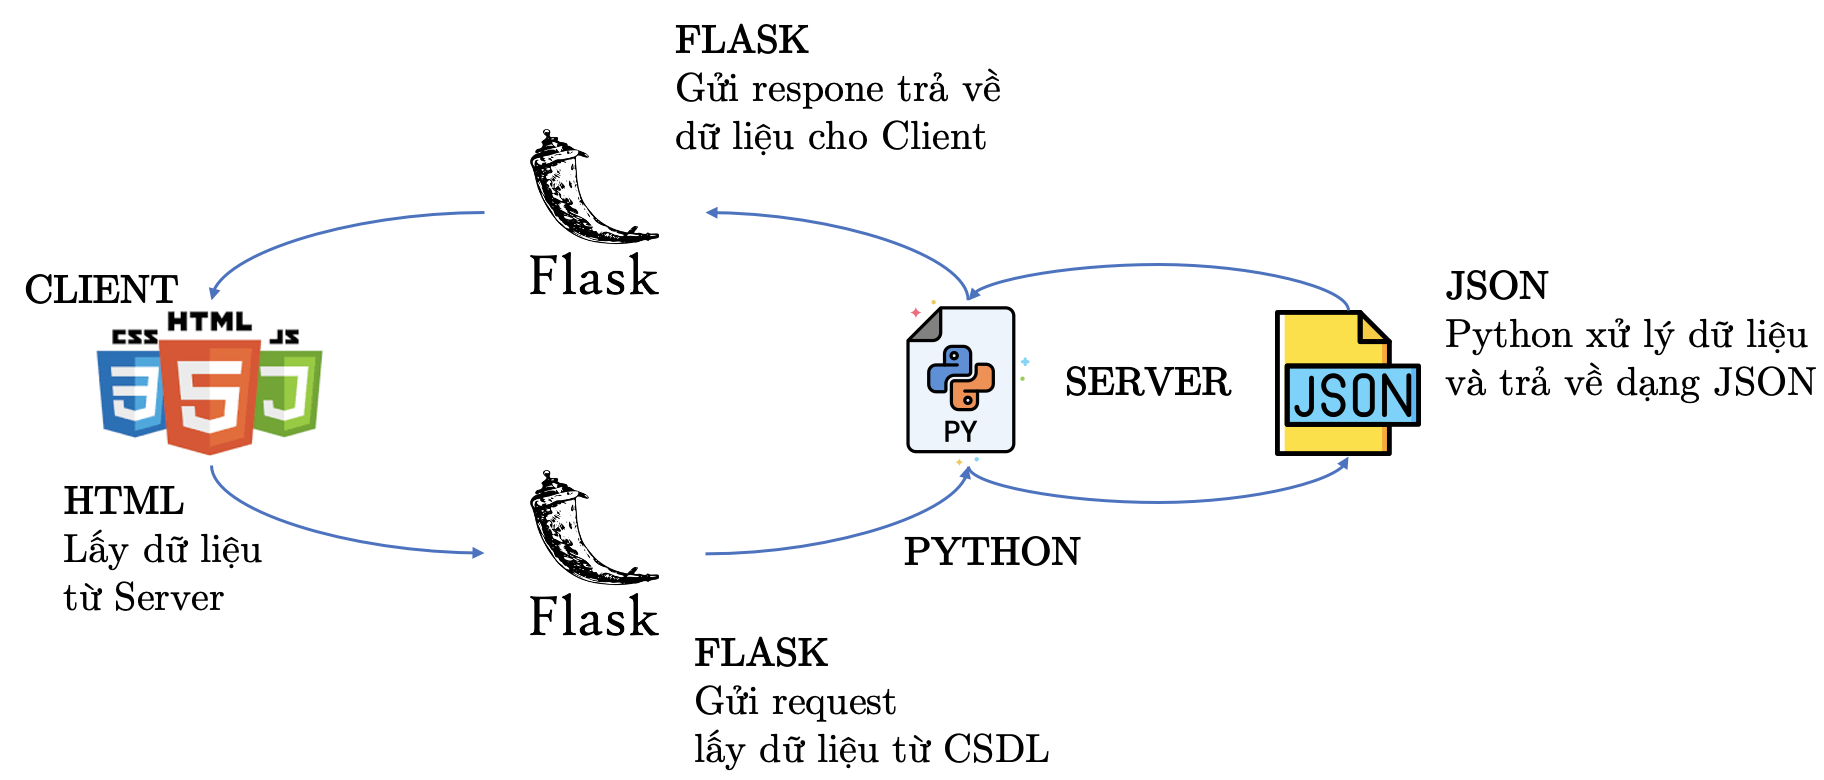 FLASK
Gửi respone trả về
dữ liệu cho Client
Flask
CLIENT
HTML
CSS
JS
5
PY
SERVER
JSON
JSON
Python xử lý dữ liệu
và trả về dạng JSON
HTML
Lấy dữ liệu
từ Server
PYTHON
Flask
FLASK
Gửi request
lấy dữ liệu từ CSDL